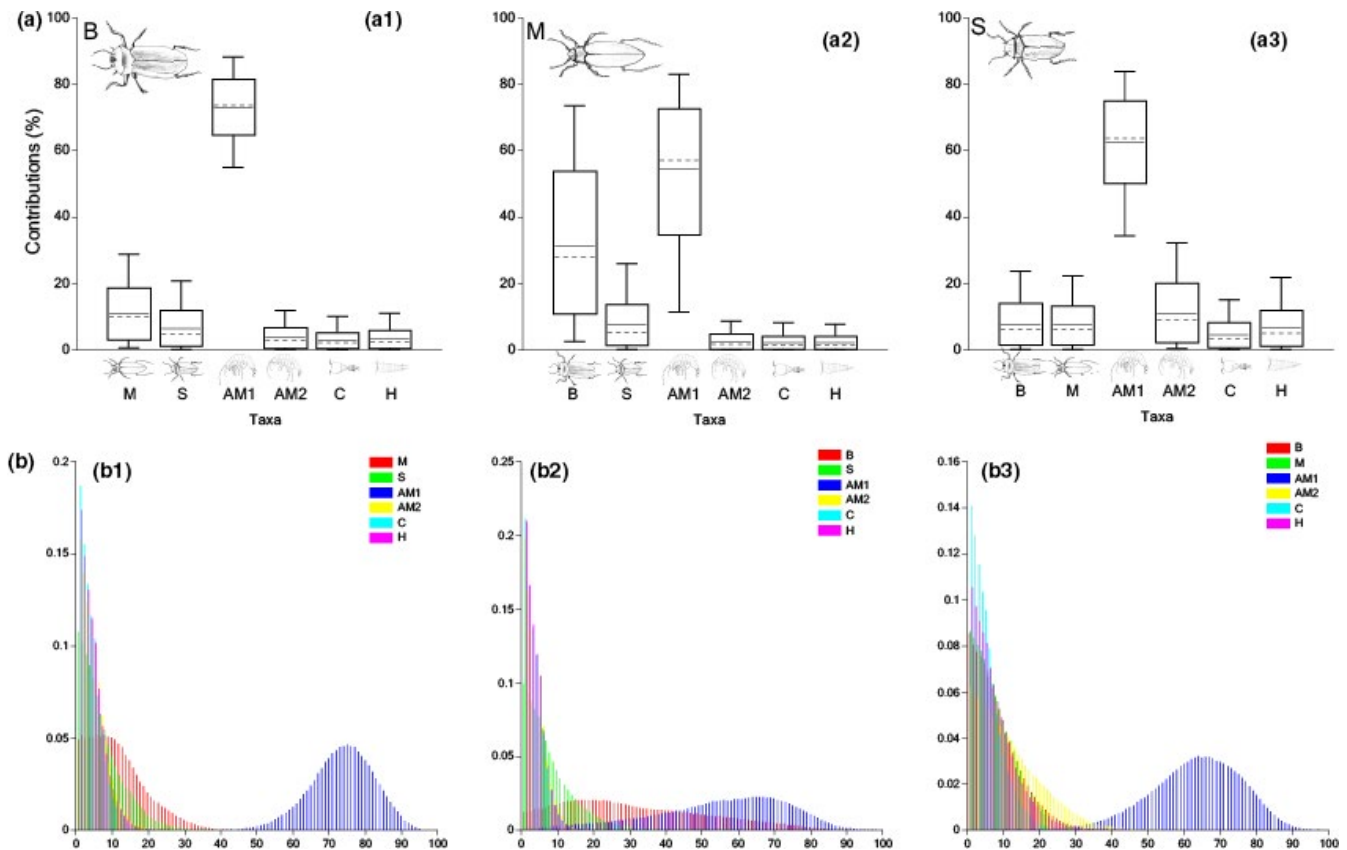 (a)
100
80
60
40
20
0
Contributions (%)
B
(a1)
M S AM1 AM2 C H
Taxa
100
80
60
40
20
0
M
(a2)
B S AM1 AM2 C H
Taxa
100
80
60
40
20
0
S
(a3)
B M AM1 AM2 C H
Taxa
(b)
0.2
0.15
0.1
0.05
0
(b1)
M
S
AM1
AM2
C
H
0 10 20 30 40 50 60 70 80 90 100
0.25
0.2
0.15
0.1
0.05
0
(b2)
B
S
AM1
AM2
C
H
0 10 20 30 40 50 60 70 80 90 100
0.16
0.14
0.12
0.10
0.08
0.06
0.04
0.02
0
(b3)
B
M
AM1
AM2
C
H
0 10 20 30 40 50 60 70 80 90 100